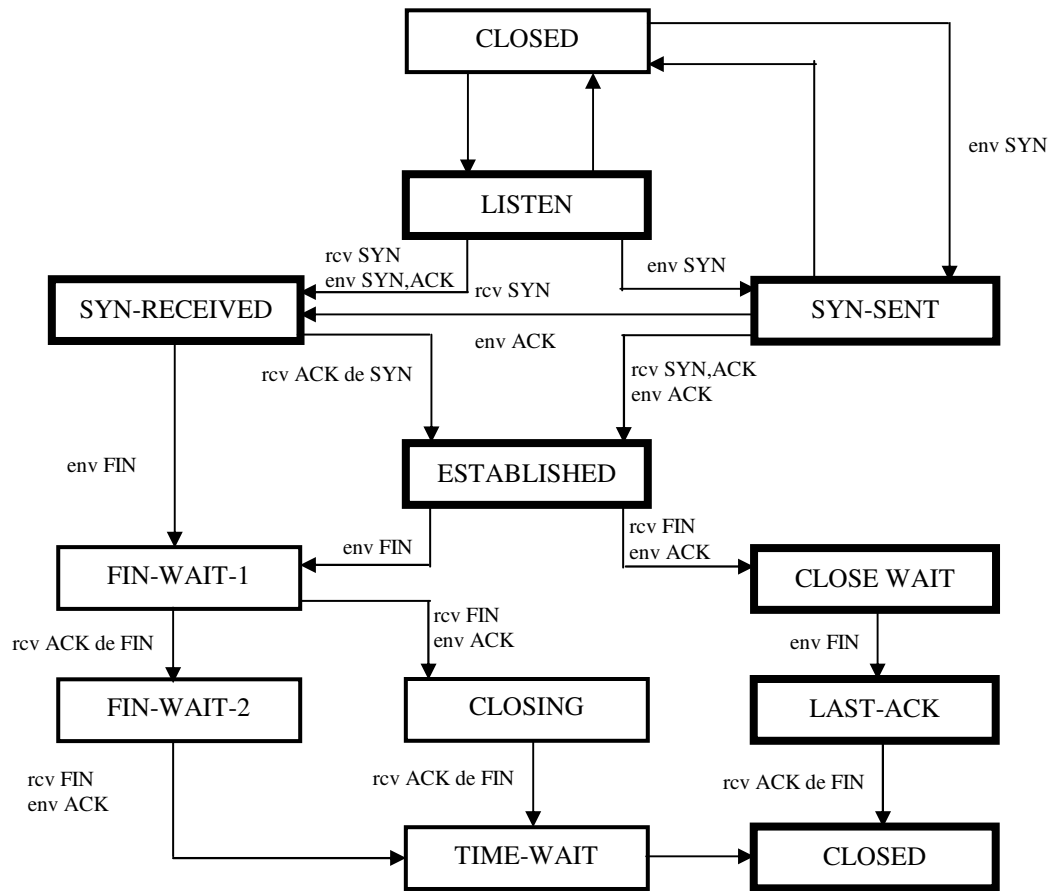 CLOSED
env SYN
LISTEN
rcv SYN
env SYN,ACK
env SYN
rcv SYN
SYN-RECEIVED
SYN-SENT
env ACK
rcv ACK de SYN
rcv SYN,ACK
env ACK
env FIN
ESTABLISHED
env FIN
rcv FIN
env ACK
FIN-WAIT-1
CLOSE WAIT
rcv ACK de FIN
rcv FIN
env ACK
env FIN
FIN-WAIT-2
CLOSING
LAST-ACK
rcv FIN
env ACK
rcv ACK de FIN
rcv ACK de FIN
TIME-WAIT
CLOSED